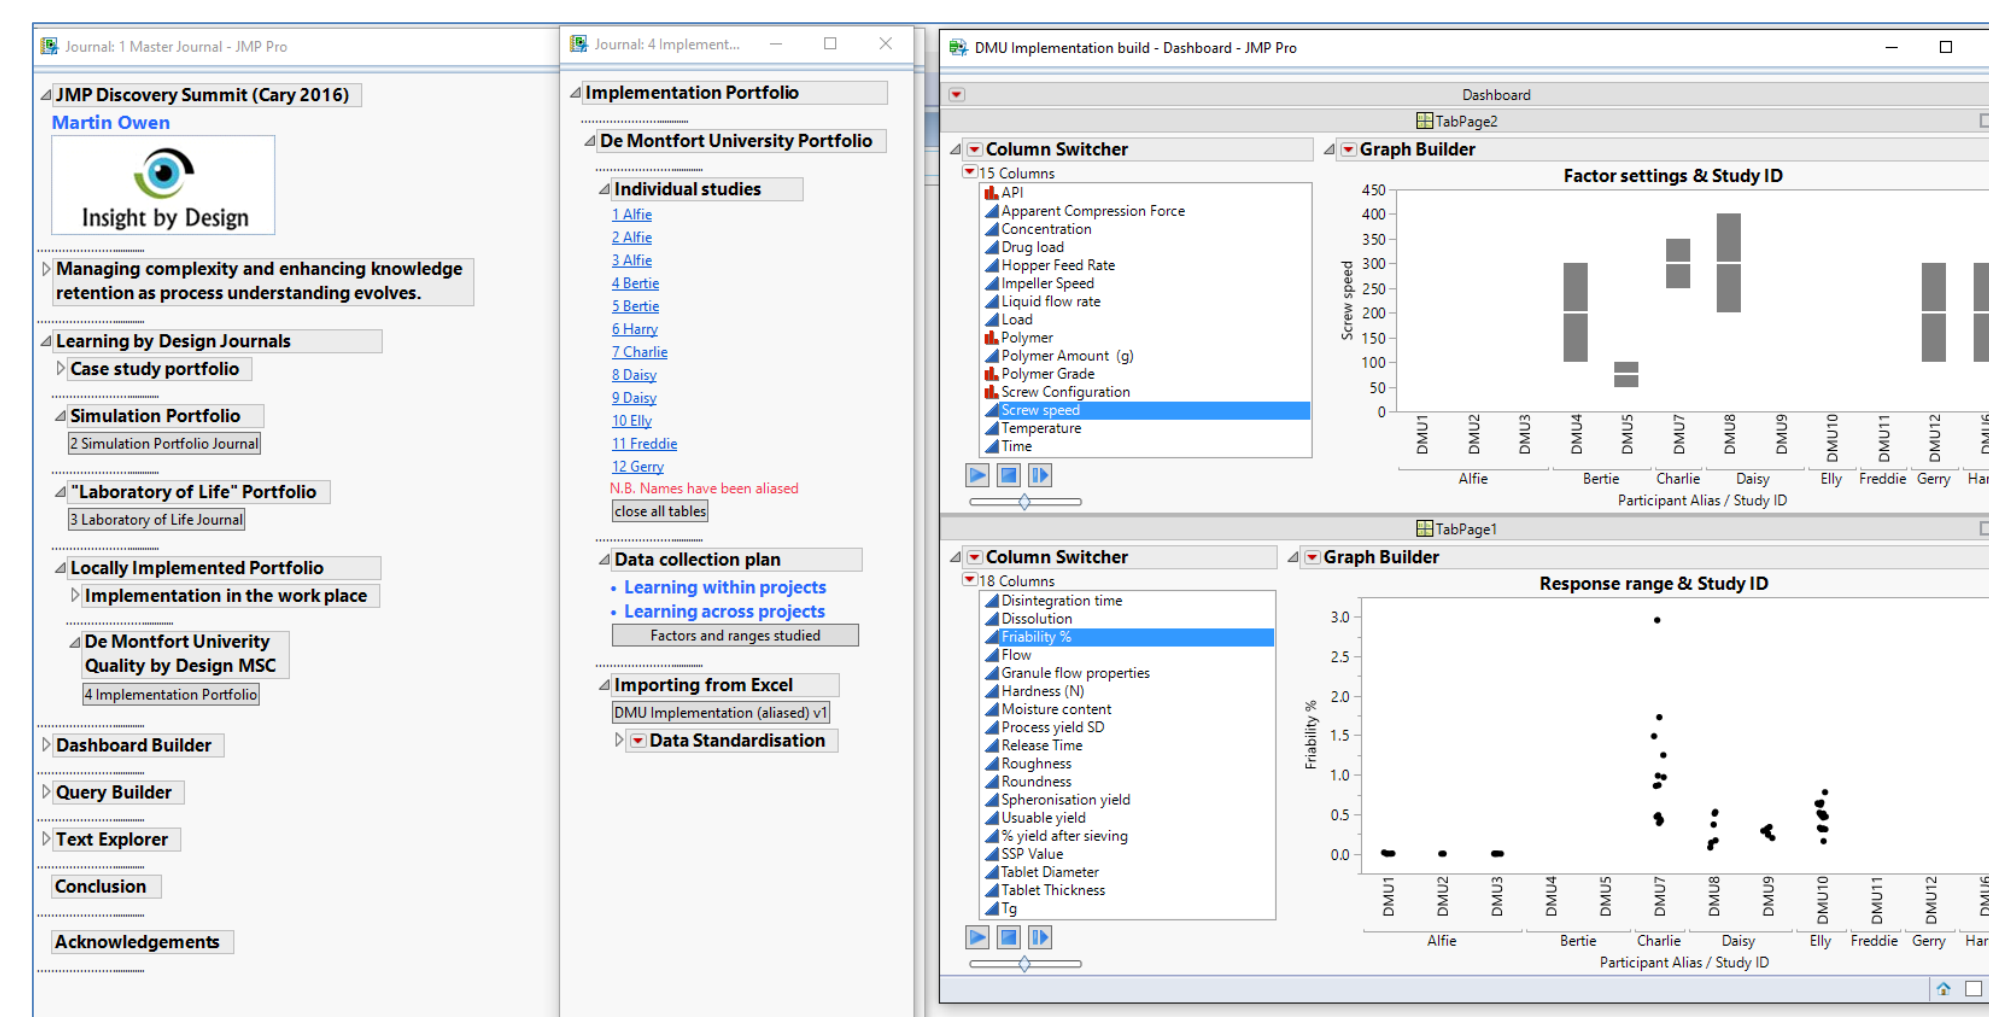 Journal: 1 Master Journal - JMP Pro
JMP Discovery Summit (Cary 2016)
Martin Owen
Insight by Design
Managing complexity and enhancing knowledge
retention as process understanding evolves.
Learning by Design Journals
Case study portfolio
Simulation Portfolio
2 Simulation Portfolio Journal
"Laboratory of Life" Portfolio
3 Laboratory of Life Journal
Locally Implemented Portfolio
Implementation in the work place
De Montfort Univerity
Quality by Design MSC
4 Implementation Portfolio
Dashboard Builder
Query Builder
Text Explorer
Conclusion
Acknowledgements
Journal: 4 Implement...
Implementation Portfolio
De Montfort University Portfolio
Individual studies
1 Alfie
2 Alfie
3 Alfie
4 Bertie
5 Bertie
6 Harry
7 Charlie
8 Daisy
9 Daisy
10 Elly
11 Freddie
12 Gerry
N.B. Names have been aliased
close all tables
Data collection plan
• Learning within projects
• Learning across projects
Factors and ranges studied
Importing from Excel
DMU Implementation (aliased) v1
Data Standardisation
DMU Implementation build - Dashboard - JMP Pro
Dashboard
TabPage2
Column Switcher
15 Columns
API
Apparent Compression Force
Concentration
Drug load
Hopper Feed Rate
Impeller Speed
Liquid flow rate
Load
Polymer
Polymer Amount (g)
Polymer Grade
Screw Configuration
Screw speed
Temperature
Time
Graph Builder
Factor settings & Study ID
Screw speed
450
400
350
300
250
200
150
100
50
0
DMU1 DMU2 DMU3 DMU4 DMU5 DMU7 DMU8 DMU9 DMU10 DMU11 DMU12 DMU6
Alfie Bertie Charlie Daisy Elly Freddie Gerry Har
Participant Alias / Study ID
TabPage1
Column Switcher
18 Columns
Disintegration time
Dissolution
Friability %
Flow
Granule flow properties
Hardness (N)
Moisture content
Process yield SD
Release Time
Roughness
Roundness
Spheronisation yield
Usuable yield
% yield after sieving
SSP Value
Tablet Diameter
Tablet Thickness
Tg
Graph Builder
Response range & Study ID
Friability %
3.0
2.5
2.0
1.5
1.0
0.5
0.0
DMU1 DMU2 DMU3 DMU4 DMU5 DMU7 DMU8 DMU9 DMU10 DMU11 DMU12 DMU6
Alfie Bertie Charlie Daisy Elly Freddie Gerry Har
Participant Alias / Study ID